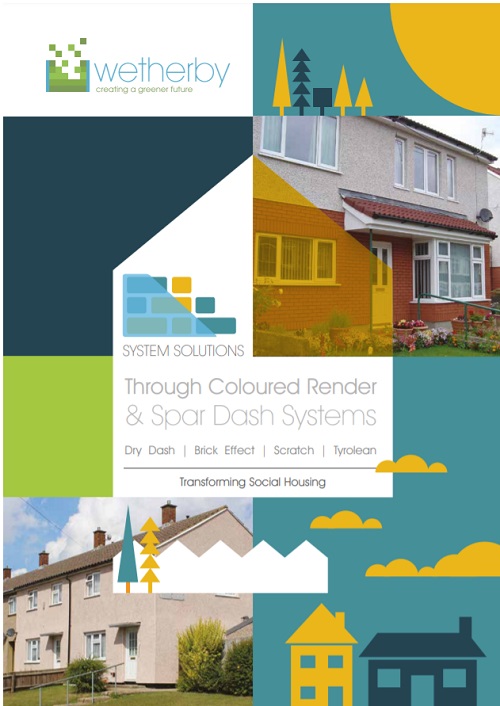 wetherby
creating a greener future
SYSTEM SOLUTIONS
Through Coloured Render
& Spar Dash Systems
Dry Dash | Brick Effect | Scratch | Tyrolean
Transforming Social Housing